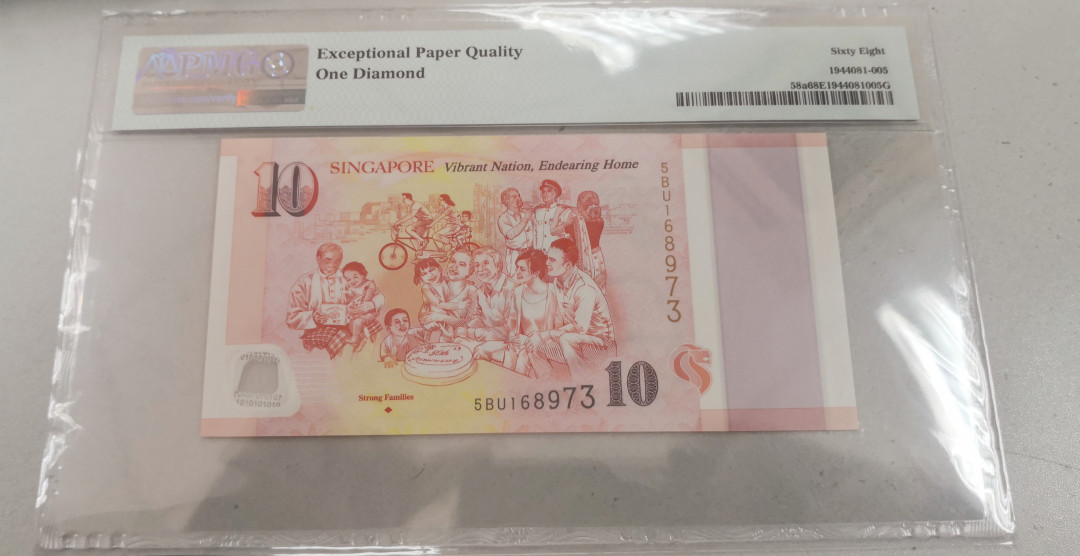 PMG
Exceptional Paper Quality
One Diamond
Sixty Eight
1944081-005
58a68E1944081005G
10
SINGAPORE Vibrant Nation, Endearing Home
5BU168973
Strong Families
5BU168973
10